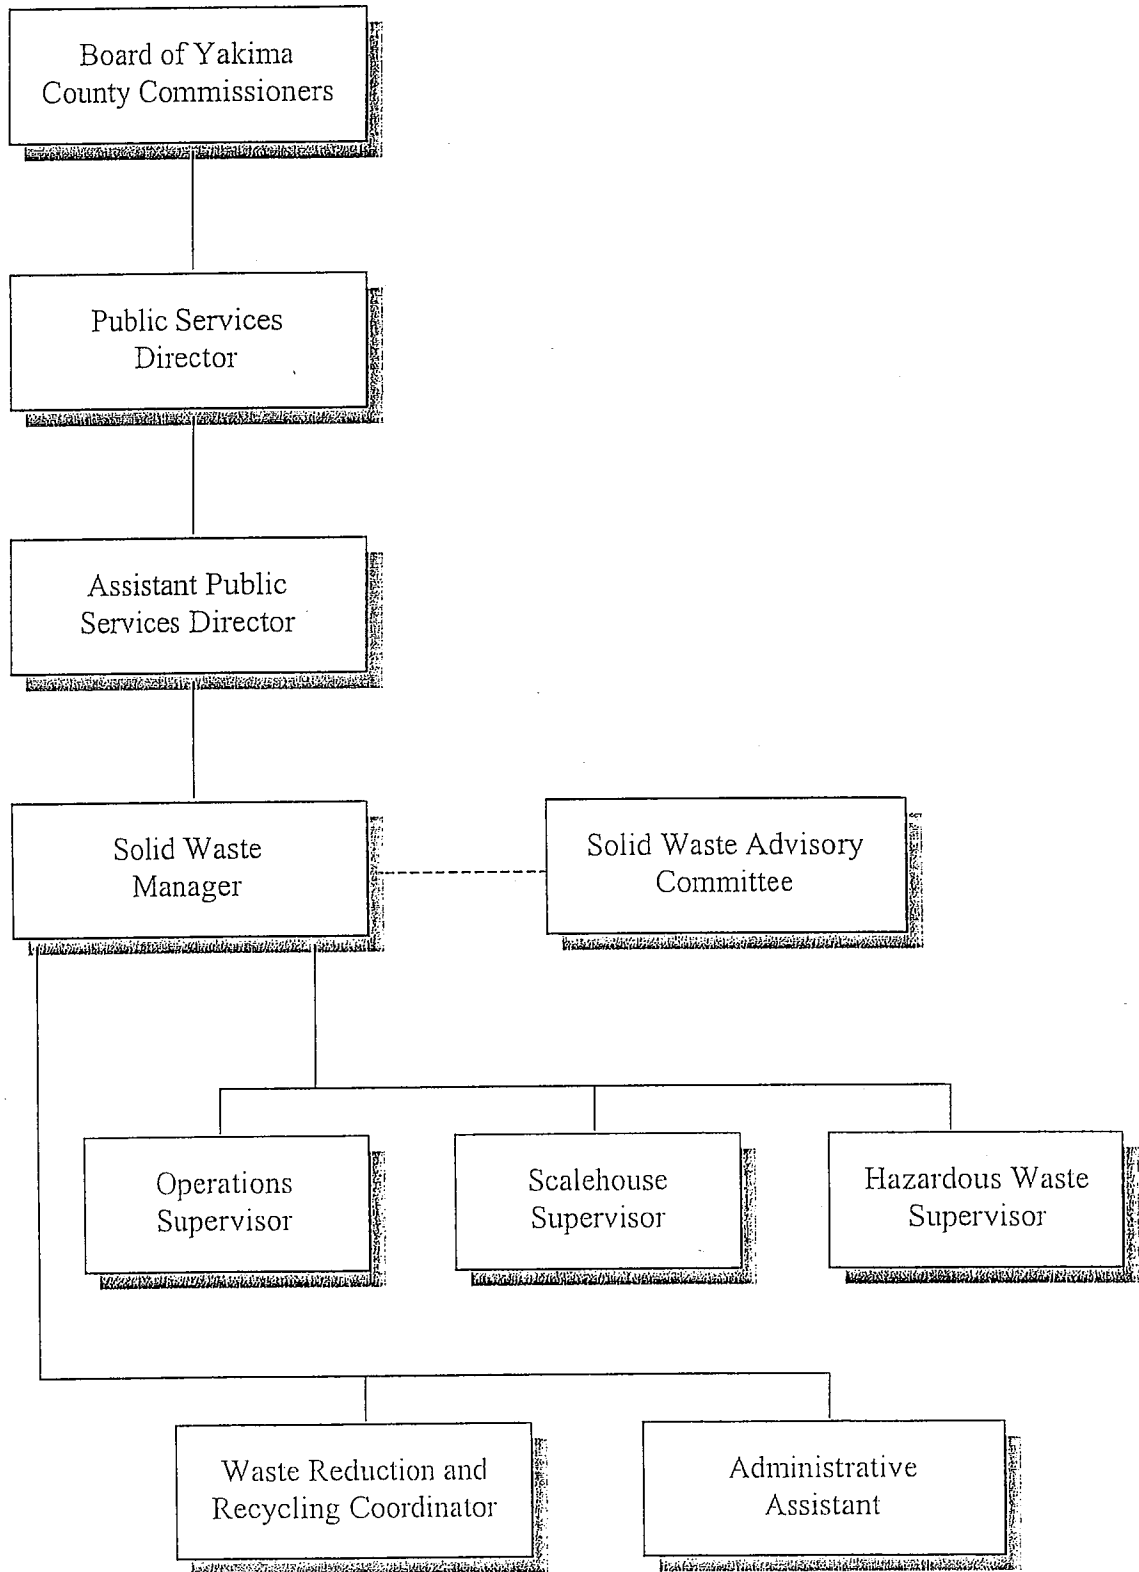 Board of Yakima
County Commissioners
Public Services
Director
Assistant Public
Services Director
Solid Waste
Manager
Solid Waste Advisory
Committee
Operations
Supervisor
Scalehouse
Supervisor
Hazardous Waste
Supervisor
Waste Reduction and
Recycling Coordinator
Administrative
Assistant